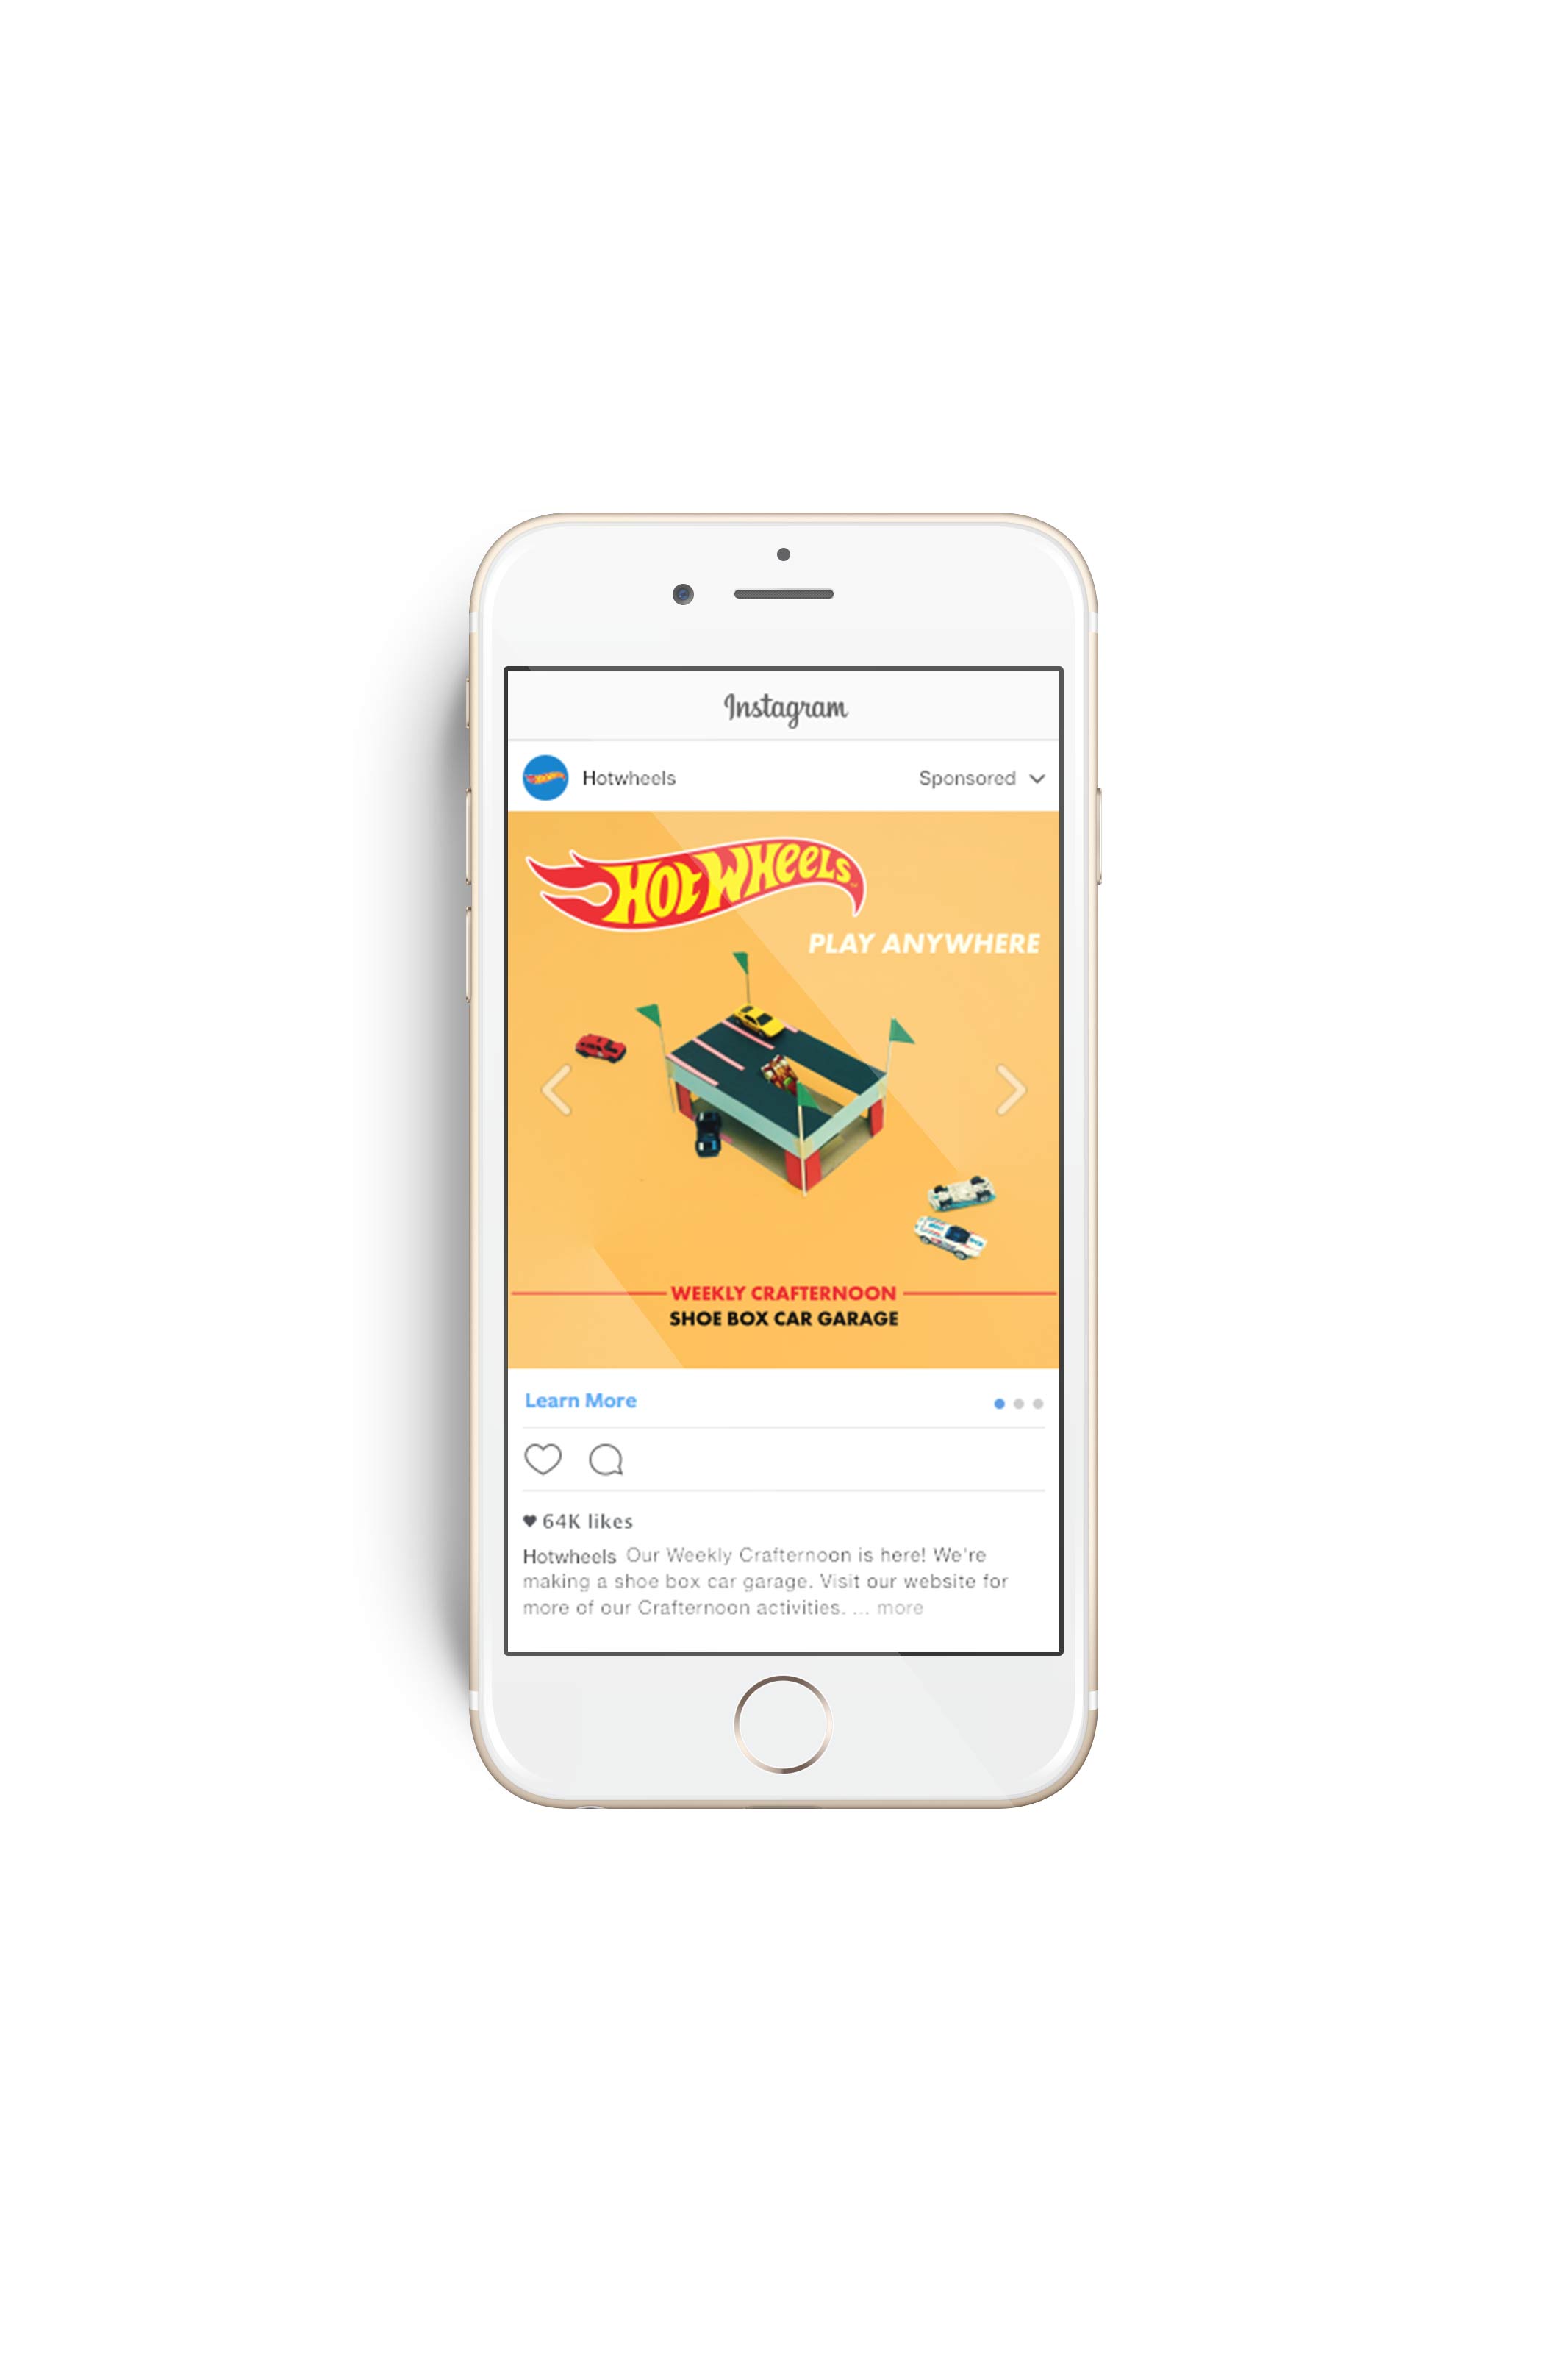 Instagram
Hotwheels
Sponsored
HOT WHEELS
PLAY ANYWHERE
WEEKLY CRAFTERNOON
SHOE BOX CAR GARAGE
Learn More
64K likes
Hotwheels Our Weekly Crafternoon is here! We're
making a shoe box car garage. Visit our website for
more of our Crafternoon activities. ... more